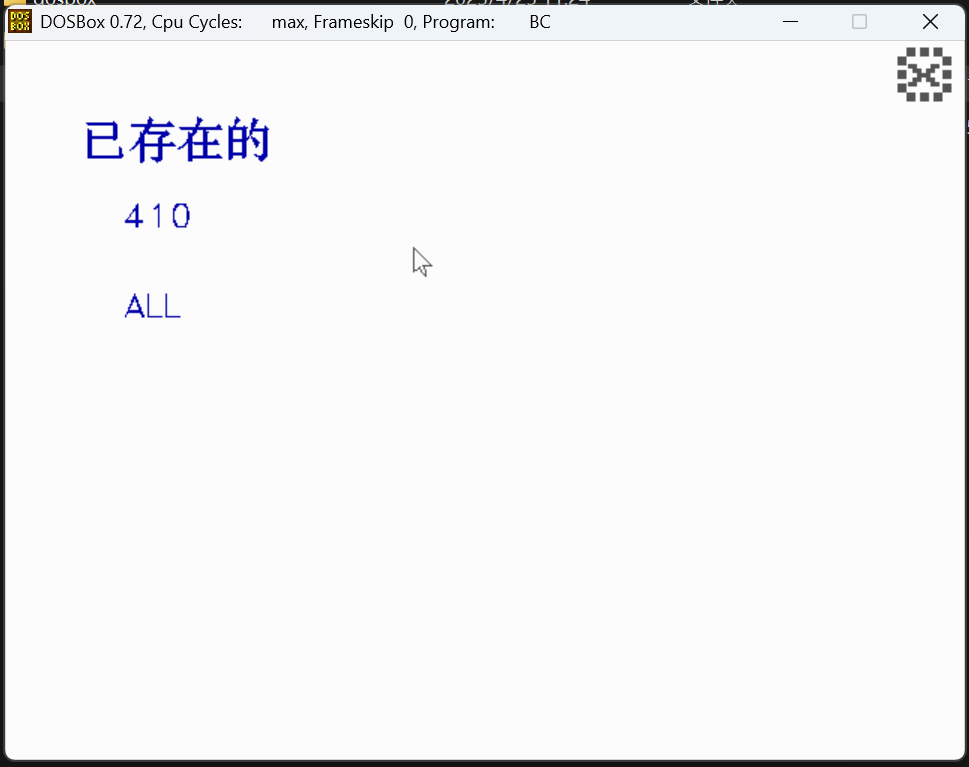 DOSBox 0.72, Cpu Cycles: max, Frameskip 0, Program: BC
已存在的
410
ALL